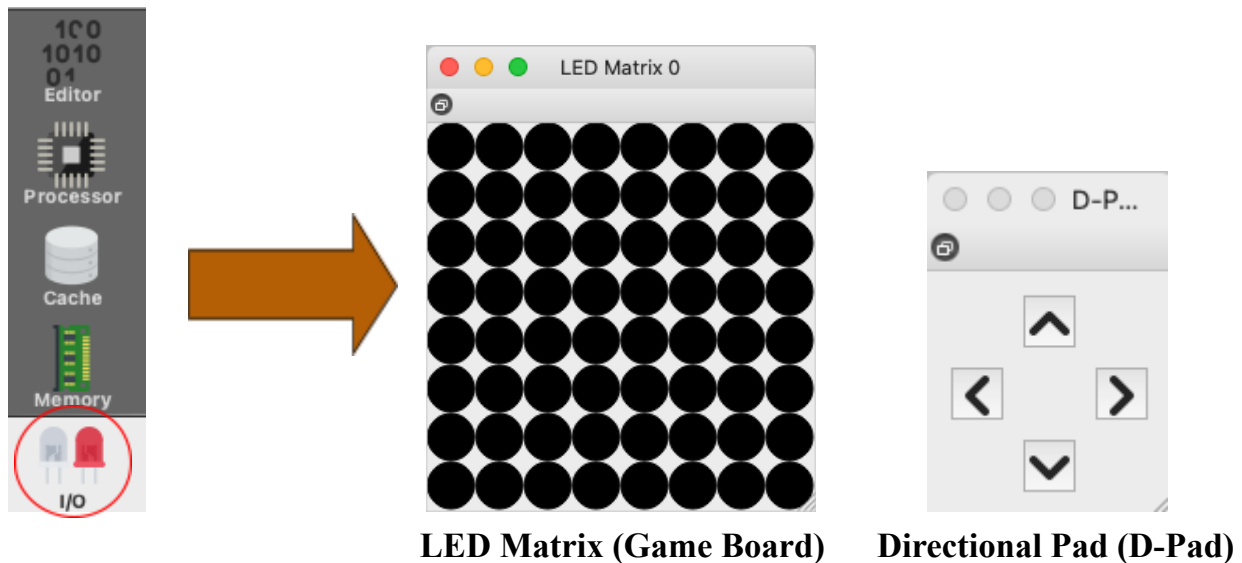 100
1010
01
Editor
Processor
Cache
Memory
I/O
LED Matrix 0
D-P...
LED Matrix (Game Board)
Directional Pad (D-Pad)